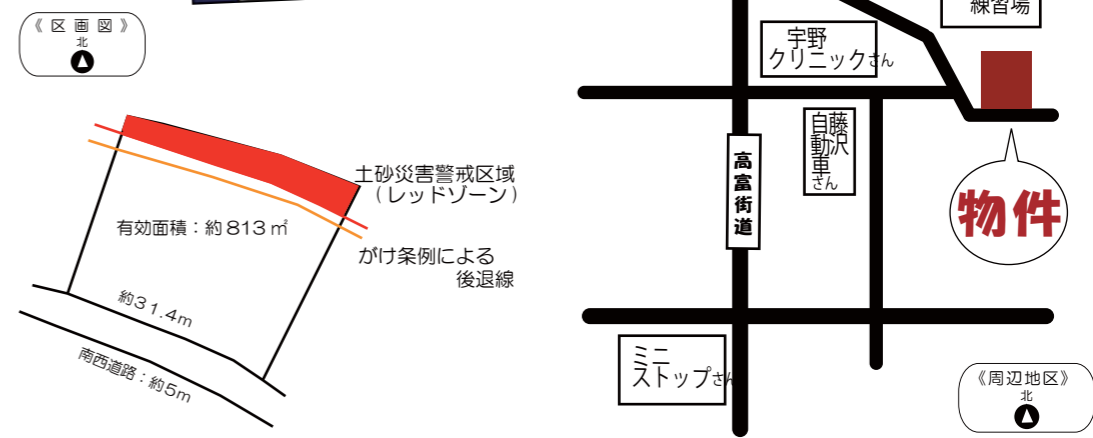 《区画図》
北
土砂災害警戒区域
（レッドゾーン）
有効面積：約813㎡
がけ条例による
後退線
約31.4m
南西道路：約5m
練習場
宇野
クリニックさん
藤沢
自動車
さん
高富街道
物件
ミニ
ストップさん
《周辺地区》
北